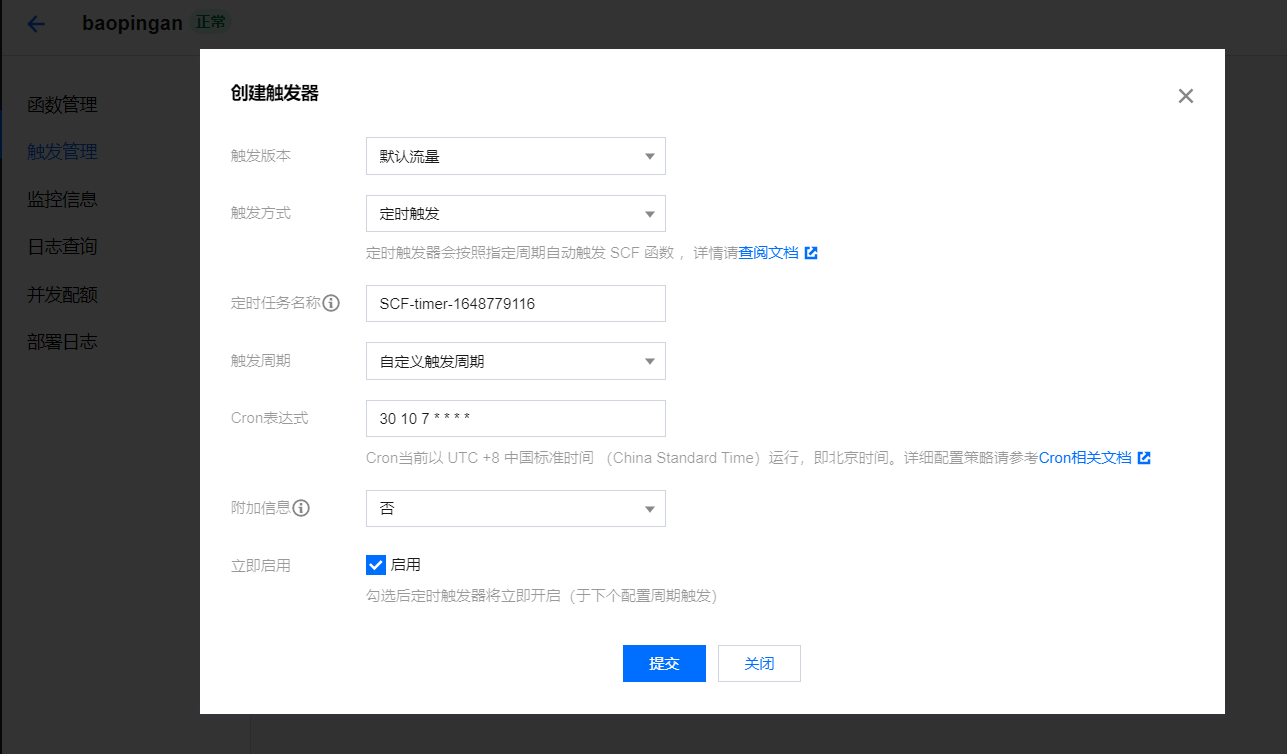 baopingan 正常
函数管理
触发管理
监控信息
日志查询
并发配额
部署日志
创建触发器
触发版本 默认流量
触发方式 定时触发
定时触发器会按照指定周期自动触发 SCF 函数，详情请查阅文档
定时任务名称 SCF-timer-1648779116
触发周期 自定义触发周期
Cron表达式 30 10 7 * * * *
Cron当前以 UTC +8 中国标准时间 （China Standard Time）运行，即北京时间。详细配置策略请参考Cron相关文档
附加信息 否
立即启用 启用
勾选后定时触发器将立即开启（于下个配置周期触发）
提交 关闭